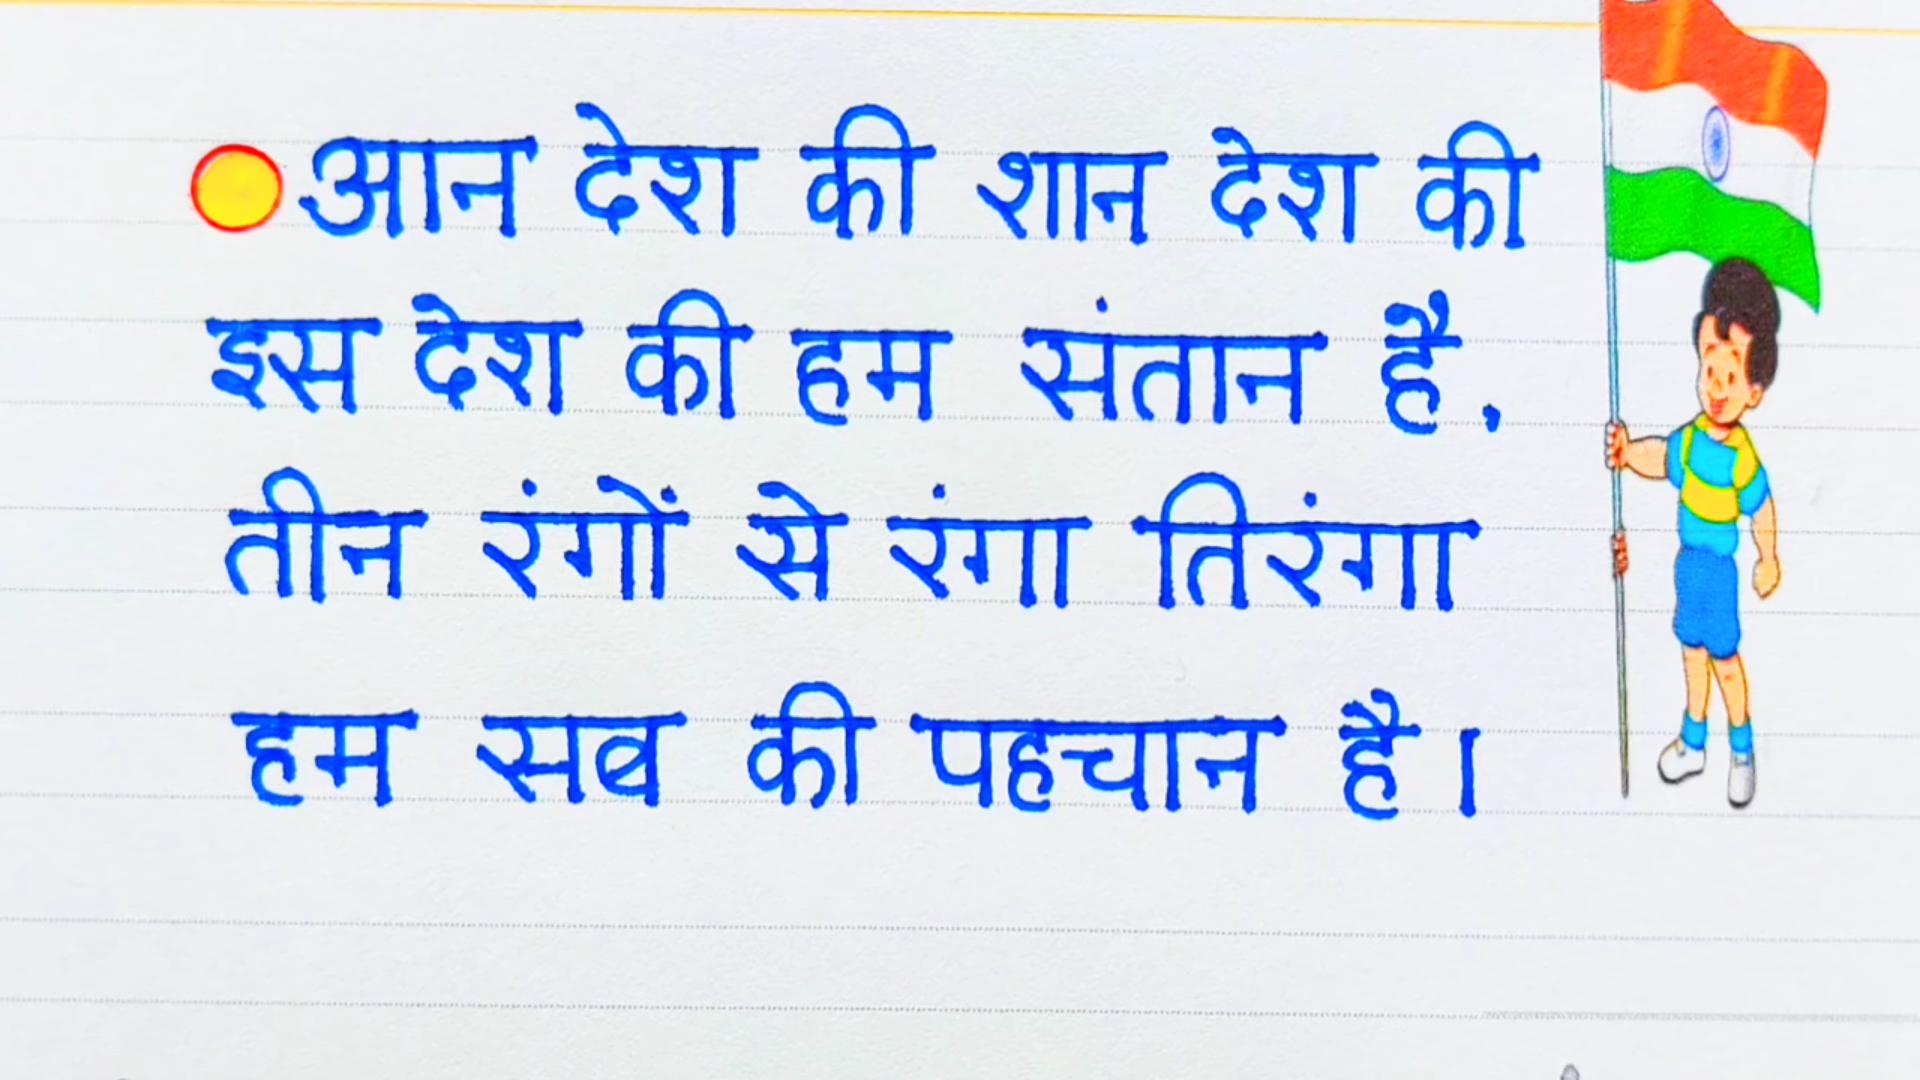 आन देश की शान देश की
इस देश की हम संतान है,
तीन रंगों से रंगा तिरंगा
हम सब की पहचान है।